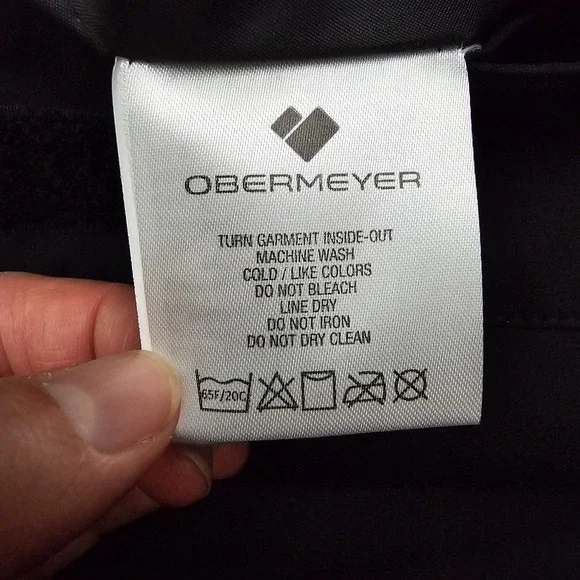 OBERMEYER
TURN GARMENT INSIDE-OUT
MACHINE WASH
COLD / LIKE COLORS
DO NOT BLEACH
LINE DRY
DO NOT IRON
DO NOT DRY CLEAN
65F/20C